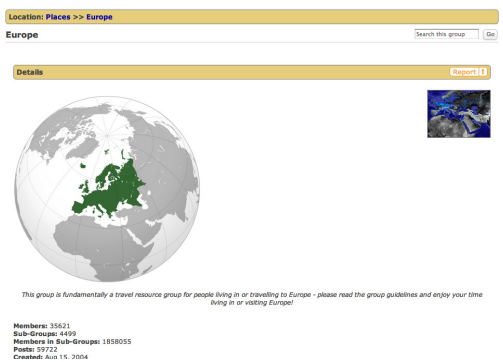 Location: Places >> Europe
Europe
Search this group
Go
Details
Report !
This group is fundamentally a travel resource group for people living in or travelling to Europe - please read the group guidelines and enjoy your time
living in or visiting Europe!
Members: 35621
Sub-Groups: 4499
Members in Sub-Groups: 1858055
Posts: 59722
Created: Aug 15, 2004